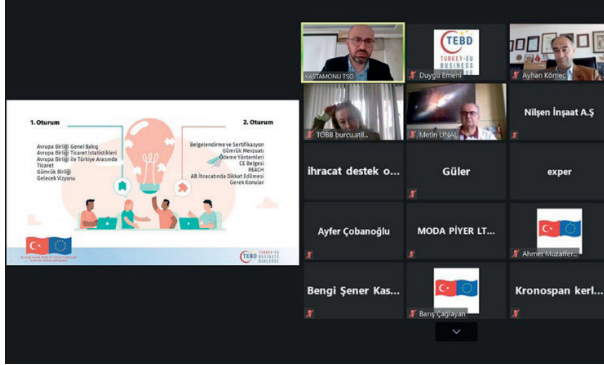 1. Oturum
Avrupa Birliği Genel Bakış
Avrupa Birliği Ticaret İstatistikleri
Avrupa Birliği ile Türkiye Arasında
Ticaret
Gümrük Birliği
Gelecek Vizyonu
2. Oturum
Belgelendirme ve Sertifikasyon
Gümrük Mevzuatı
Ödeme Yöntemleri
CE Belgesi
REACH
AB İhracatında Dikkat Edilmesi
Gerek Konular
TEBD TURKEY-EU
BUSINESS
DIALOGUE
KASTAMONU TSO
TEBD
TURKEY-EU
BUSINESS
Duygu Emeni
Ayhan Kömeç
TOBB burcu.atil...
Metin UNAL
Nilşen İnşaat A.Ş
ihracat destek o...
Güler
exper
Ayfer Çobanoğlu
MODA PİYER LT...
Ahmet Muzaffer...
Bengi Şener Kas...
Barış Çağlayan
Kronospan kerl...